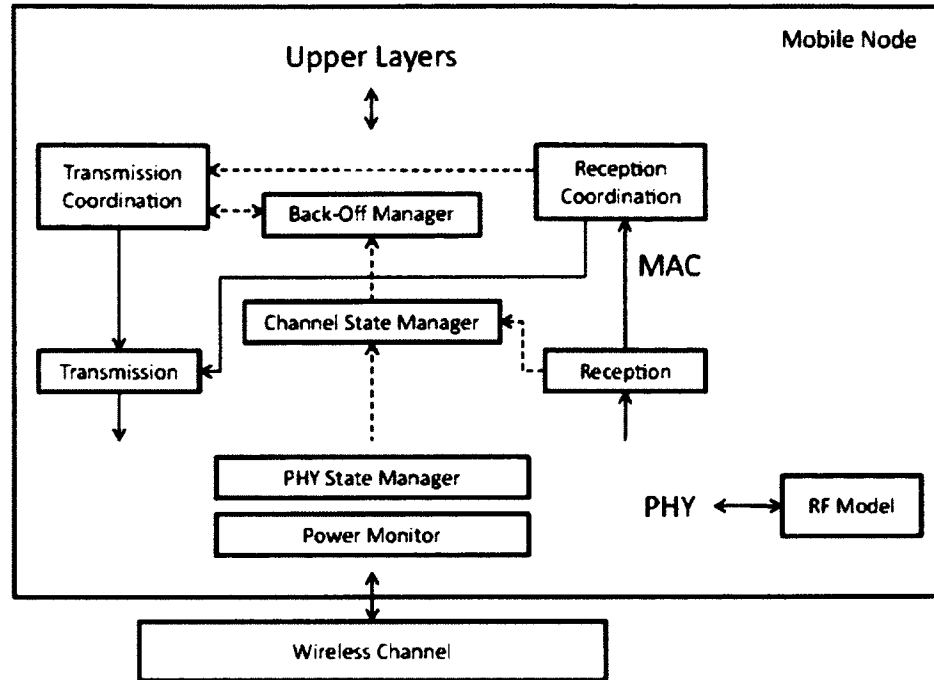 Mobile Node
Upper Layers
Transmission
Coordination
Reception
Coordination
Back-Off Manager
MAC
Channel State Manager
Transmission
Reception
PHY State Manager
PHY
RF Model
Power Monitor
Wireless Channel